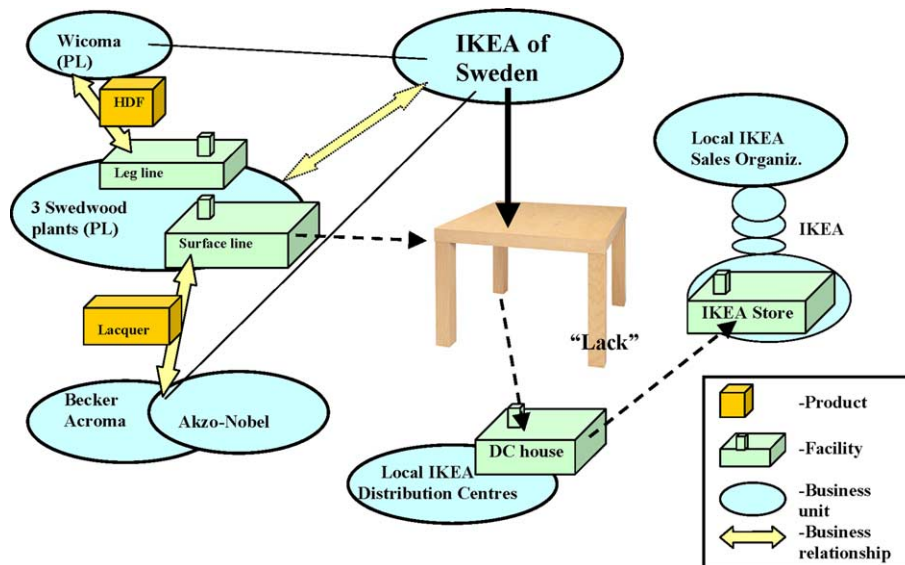 Wicoma
(PL)
IKEA of
Sweden
HDF
Leg line
3 Swedwood
plants (PL)
Surface line
Lacquer
Becker
Acroma
Akzo-Nobel
“Lack”
DC house
Local IKEA
Distribution Centres
Local IKEA
Sales Organiz.
IKEA
IKEA Store
-Product
-Facility
-Business
unit
-Business
relationship